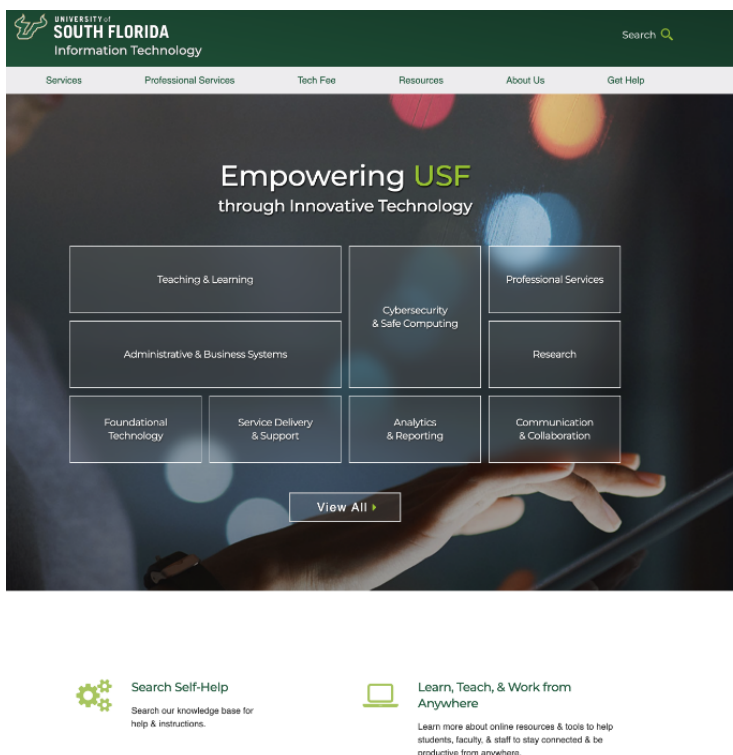 UNIVERSITY of
SOUTH FLORIDA
Information Technology
Search
Services Professional Services Tech Fee Resources About Us Get Help
Empowering USF
through Innovative Technology
Teaching & Learning
Cybersecurity
& Safe Computing
Professional Services
Administrative & Business Systems
Research
Foundational
Technology
Service Delivery
& Support
Analytics
& Reporting
Communication
& Collaboration
View All
Search Self-Help
Search our knowledge base for
help & instructions.
Learn, Teach, & Work from
Anywhere
Learn more about online resources & tools to help
students, faculty, & staff to stay connected & be
productive from anywhere.